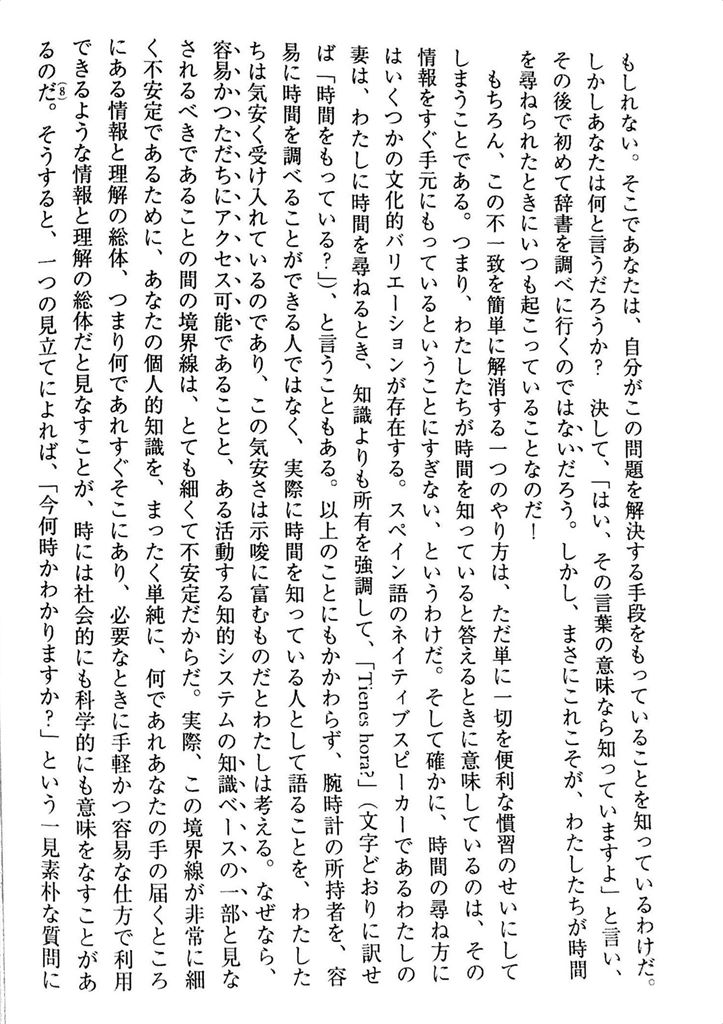 もしれない。そこであなたは、自分がこの問題を解決する手段をもっていることを知っているわけだ。
しかしあなたは何と言うだろうか？　決して、「はい、その言葉の意味なら知っていますよ」と言い、
その後で初めて辞書を調べに行くのではないだろう。しかし、まさにこれこそが、わたしたちが時間
を尋ねられたときにいつも起こっていることなのだ！
もちろん、この不一致を簡単に解消する一つのやり方は、ただ単に一切を便利な慣習のせいにして
しまうことである。つまり、わたしたちが時間を知っていると答えるときに意味しているのは、その
情報をすぐ手元にもっているということにすぎない、というわけだ。そして確かに、時間の尋ね方に
はいくつかの文化的バリエーションが存在する。スペイン語のネイティブスピーカーであるわたしの
妻は、わたしに時間を尋ねるとき、知識よりも所有を強調して、「Tienes hora?」（文字どおりに訳せ
ば「時間をもっている？」）、と言うこともある。以上のことにもかかわらず、腕時計の所持者を、容
易に時間を調べることができる人ではなく、実際に時間を知っている人として語ることを、わたした
ちは気安く受け入れているのであり、この気安さは示唆に富むものだとわたしは考える。なぜなら、
容易かつただちにアクセス可能であることと、ある活動する知的システムの知識ベースの一部と見な
されるべきであることの間の境界線は、とても細くて不安定だからだ。実際、この境界線が非常に細
く不安定であるために、あなたの個人的知識を、まったく単純に、何であれあなたの手の届くところ
にある情報と理解の総体、つまり何であれすぐそこにあり、必要なときに手軽かつ容易な仕方で利用
できるような情報と理解の総体だと見なすことが、時には社会的にも科学的にも意味をなすことがあ
るのだ(8)。そうすると、一つの見立てによれば、「今何時かわかりますか？」という一見素朴な質問に